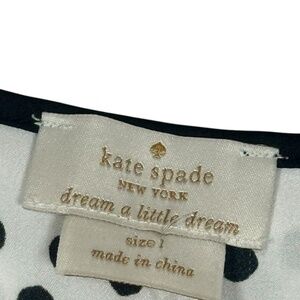 kate spade
NEW YORK
dream a little dream
size 1
made in china